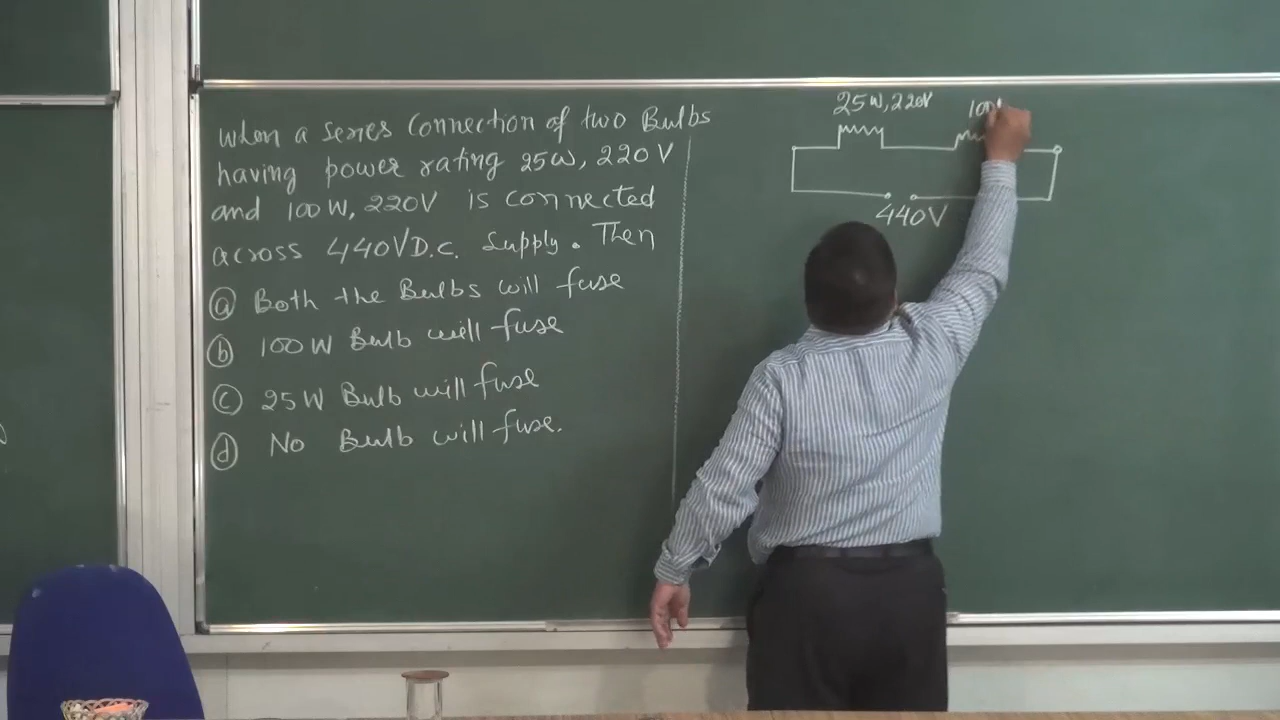 When a series Connection of two Bulbs
having power rating 25W, 220V
and 100W, 220V is connected
across 440V D.C. Supply. Then
(a) Both the Bulbs will fuse
(b) 100W Bulb will fuse
(c) 25W Bulb will fuse
(d) No Bulb will fuse.
25W, 220V
100
440V